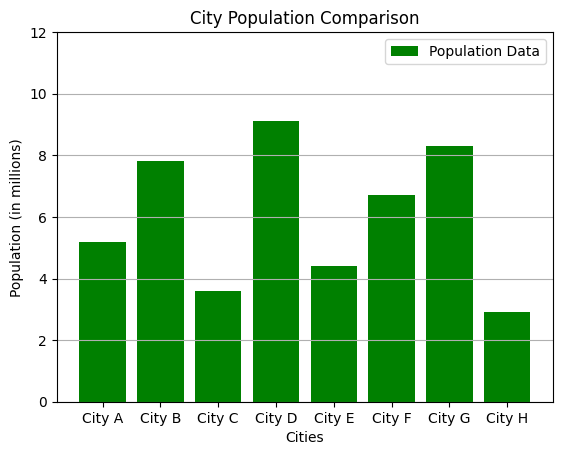 City Population Comparison
Population Data
Population (in millions)
12
10
8
6
4
2
0
City A City B City C City D City E City F City G City H
Cities